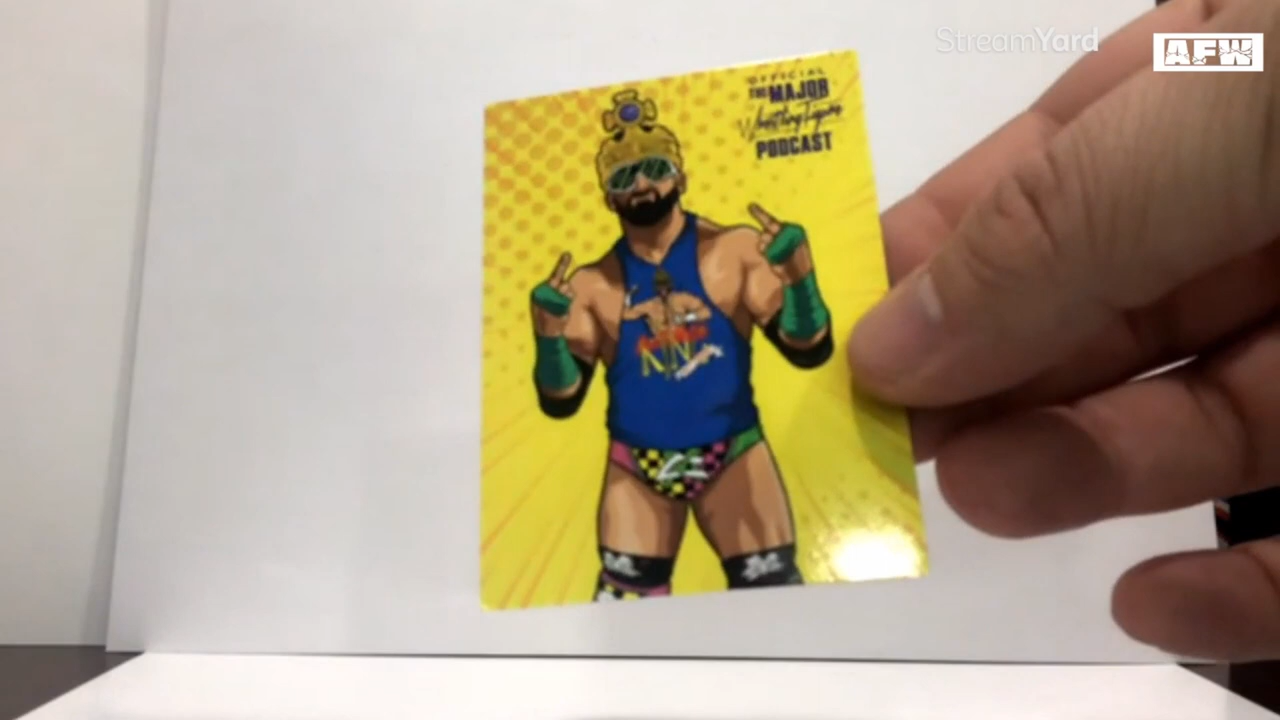 StreamYard
AFW
OFFICIAL
THE MAJOR
Wrestling Figure
PODCAST